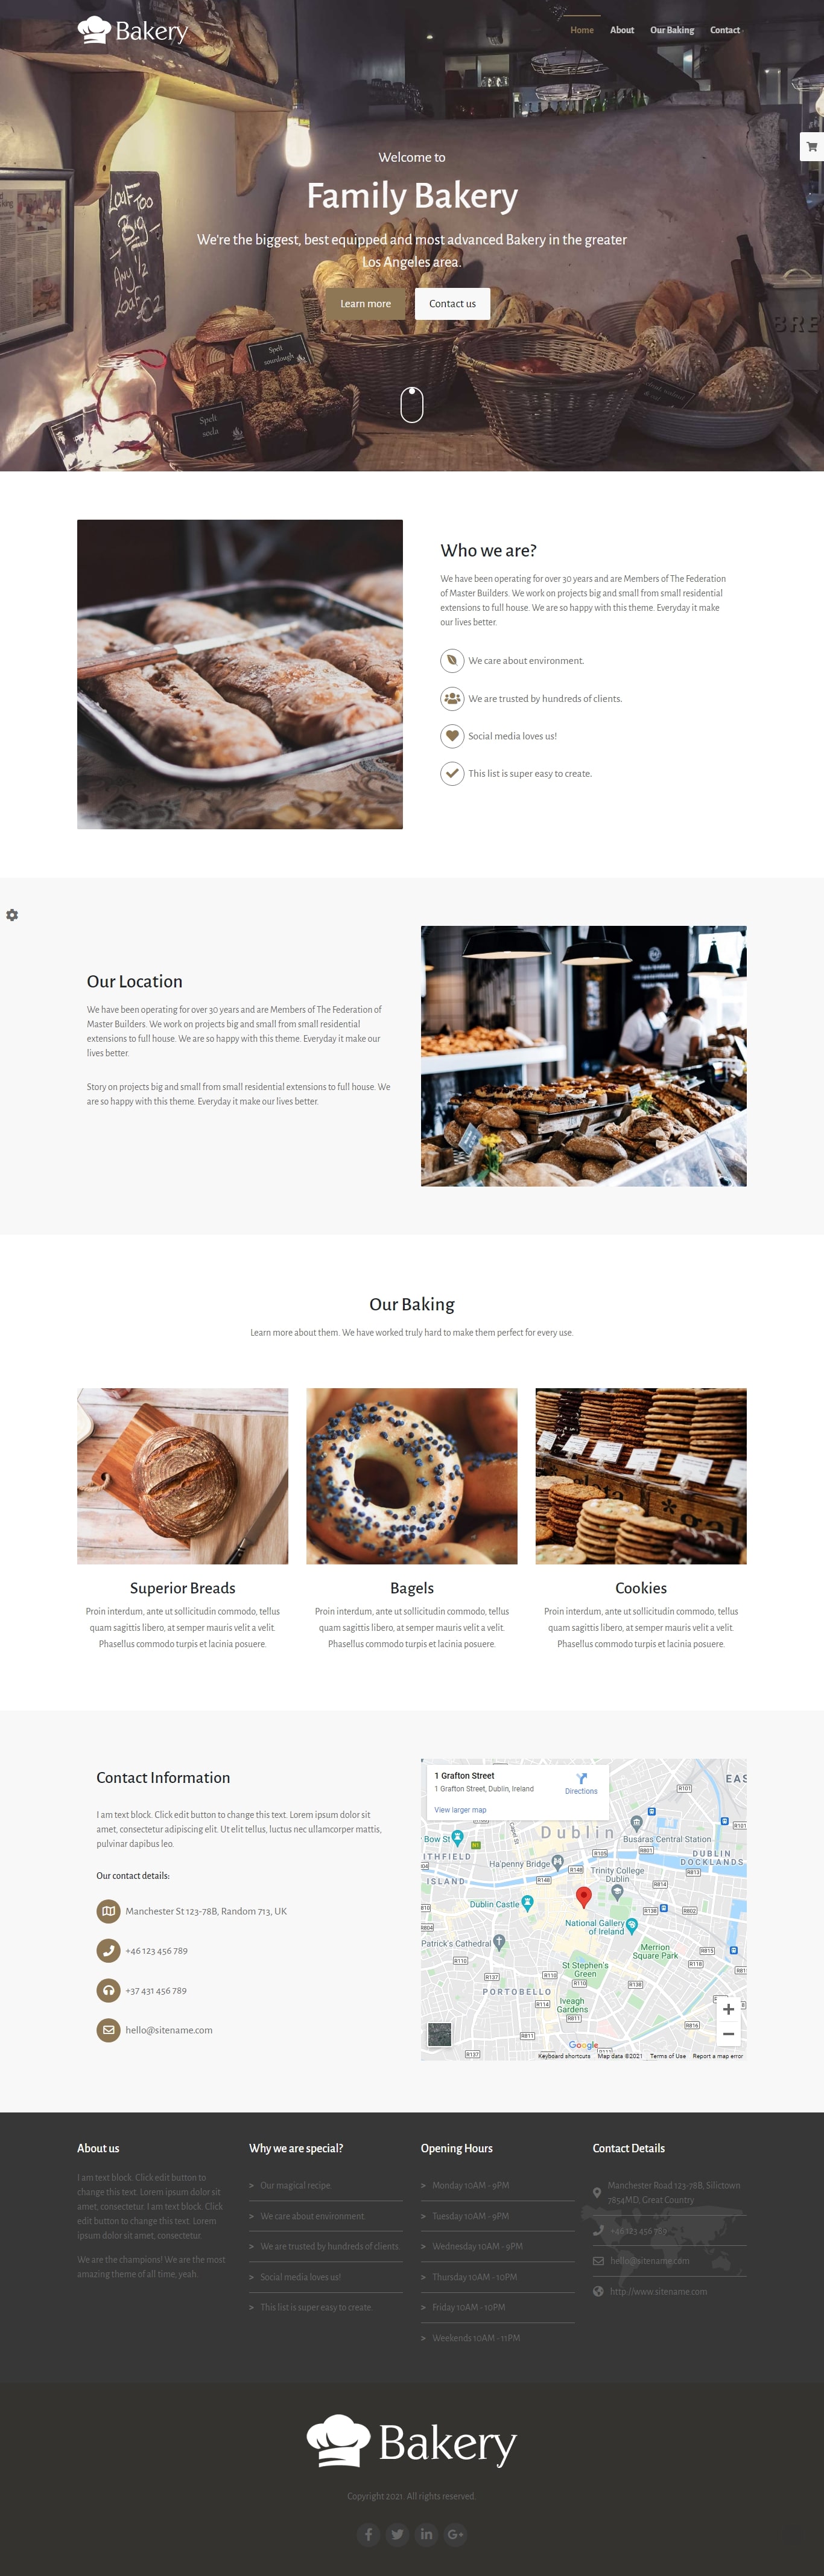 Bakery
Home About Our Baking Contact
Welcome to
Family Bakery
We're the biggest, best equipped and most advanced Bakery in the greater
Los Angeles area.
Learn more Contact us
Loaf Too
Big -
Any 1/2
Loaf
£2
Spelt
sourdough
Spelt
soda
Who we are?
We have been operating for over 30 years and are Members of The Federation
of Master Builders. We work on projects big and small from small residential
extensions to full house. We are so happy with this theme. Everyday it make
our lives better.
We care about environment.
We are trusted by hundreds of clients.
Social media loves us!
This list is super easy to create.
Our Location
We have been operating for over 30 years and are Members of The Federation of
Master Builders. We work on projects big and small from small residential
extensions to full house. We are so happy with this theme. Everyday it make our
lives better.
Story on projects big and small from small residential extensions to full house. We
are so happy with this theme. Everyday it make our lives better.
Our Baking
Learn more about them. We have worked truly hard to make them perfect for every use.
Superior Breads
Proin interdum, ante ut sollicitudin commodo, tellus
quam sagittis libero, at semper mauris velit a velit.
Phasellus commodo turpis et lacinia posuere.
Bagels
Proin interdum, ante ut sollicitudin commodo, tellus
quam sagittis libero, at semper mauris velit a velit.
Phasellus commodo turpis et lacinia posuere.
Cookies
Proin interdum, ante ut sollicitudin commodo, tellus
quam sagittis libero, at semper mauris velit a velit.
Phasellus commodo turpis et lacinia posuere.
Contact Information
I am text block. Click edit button to change this text. Lorem ipsum dolor sit
amet, consectetur adipiscing elit. Ut elit tellus, luctus nec ullamcorper mattis,
pulvinar dapibus leo.
Our contact details:
Manchester St 123-78B, Random 713, UK
+46 123 456 789
+37 431 456 789
hello@sitename.com
1 Grafton Street
1 Grafton Street, Dublin, Ireland
Directions
View larger map
EAS
R101
Dublin
Busáras Central Station
Bow St
ITHFIELD
Ha'penny Bridge
DUBLIN
DOCKLANDS
Trinity College
Dublin
ISLAND
Dublin Castle
National Gallery
of Ireland
Patrick's Cathedral
Merrion
Square Park
St Stephen's
Green
PORTOBELLO
Iveagh
Gardens
Google
Keyboard shortcuts Map data ©2021 Terms of Use Report a map error
About us
I am text block. Click edit button to
change this text. Lorem ipsum dolor sit
amet, consectetur. I am text block. Click
edit button to change this text. Lorem
ipsum dolor sit amet, consectetur.
We are the champions! We are the most
amazing theme of all time, yeah.
Why we are special?
> Our magical recipe.
> We care about environment.
> We are trusted by hundreds of clients.
> Social media loves us!
> This list is super easy to create.
Opening Hours
> Monday 10AM - 9PM
> Tuesday 10AM - 9PM
> Wednesday 10AM - 9PM
> Thursday 10AM - 10PM
> Friday 10AM - 10PM
> Weekends 10AM - 11PM
Contact Details
Manchester Road 123-78B, Silictown
7854MD, Great Country
+46 123 456 789
hello@sitename.com
http://www.sitename.com
Bakery
Copyright 2021. All rights reserved.